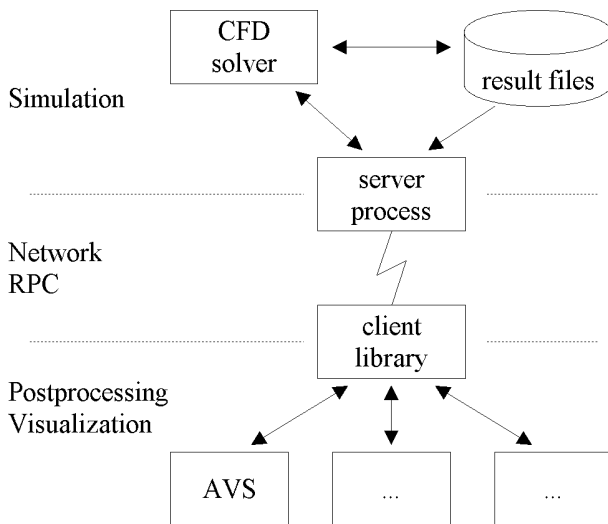 CFD
solver
result files
Simulation
server
process
Network
RPC
client
library
Postprocessing
Visualization
AVS
...
...